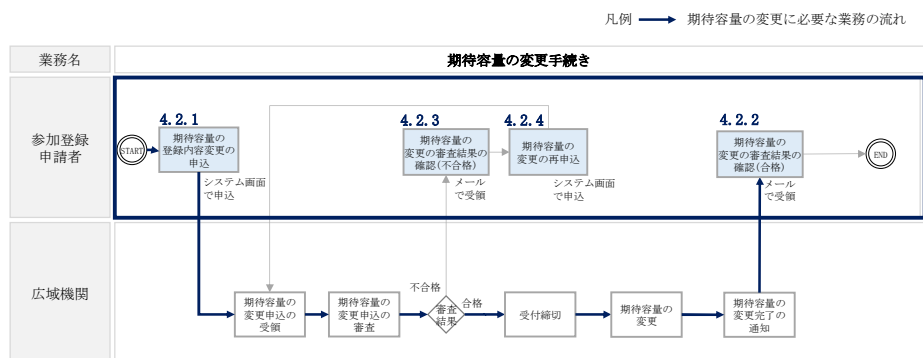 凡例 期待容量の変更に必要な業務の流れ
業務名
期待容量の変更手続き
参加登録
申請者
START
4.2.1
期待容量の
登録内容変更の
申込
システム画面
で申込
4.2.3
期待容量の
変更の審査結果の
確認(不合格)
メール
で受領
4.2.4
期待容量の
変更の再申込
システム画面
で申込
4.2.2
期待容量の
変更の審査結果の
確認(合格)
メール
で受領
END
広域機関
期待容量の
変更申込の
受領
期待容量の
変更申込の
審査
不合格
審査
結果
合格
受付締切
期待容量の
変更
期待容量の
変更完了の
通知